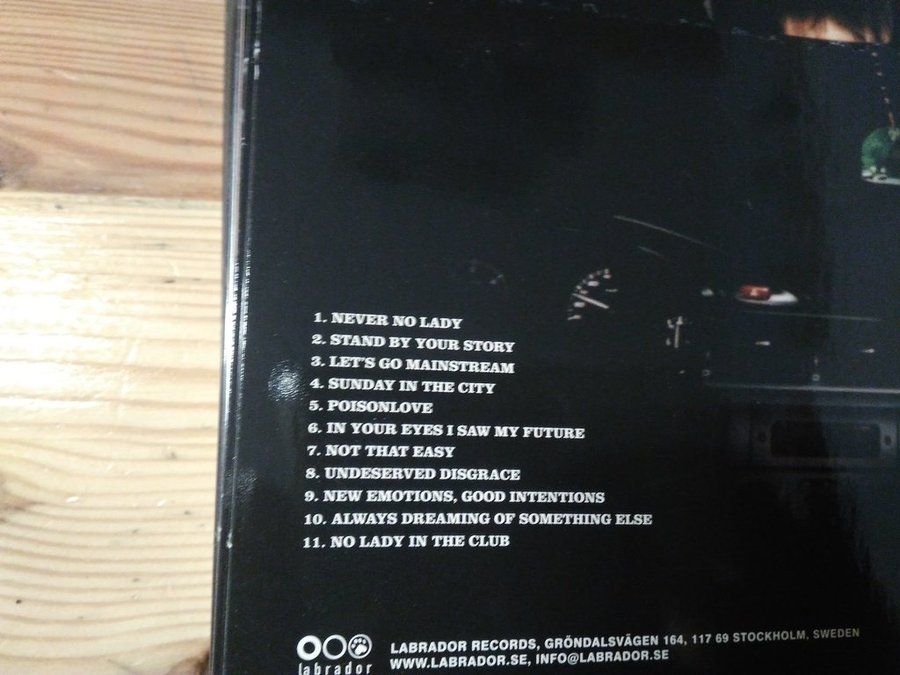 1. NEVER NO LADY
2. STAND BY YOUR STORY
3. LET'S GO MAINSTREAM
4. SUNDAY IN THE CITY
5. POISONLOVE
6. IN YOUR EYES I SAW MY FUTURE
7. NOT THAT EASY
8. UNDESERVED DISGRACE
9. NEW EMOTIONS, GOOD INTENTIONS
10. ALWAYS DREAMING OF SOMETHING ELSE
11. NO LADY IN THE CLUB
labrador
LABRADOR RECORDS, GRÖNDALSVÄGEN 164, 117 69 STOCKHOLM, SWEDEN
WWW.LABRADOR.SE, INFO@LABRADOR.SE